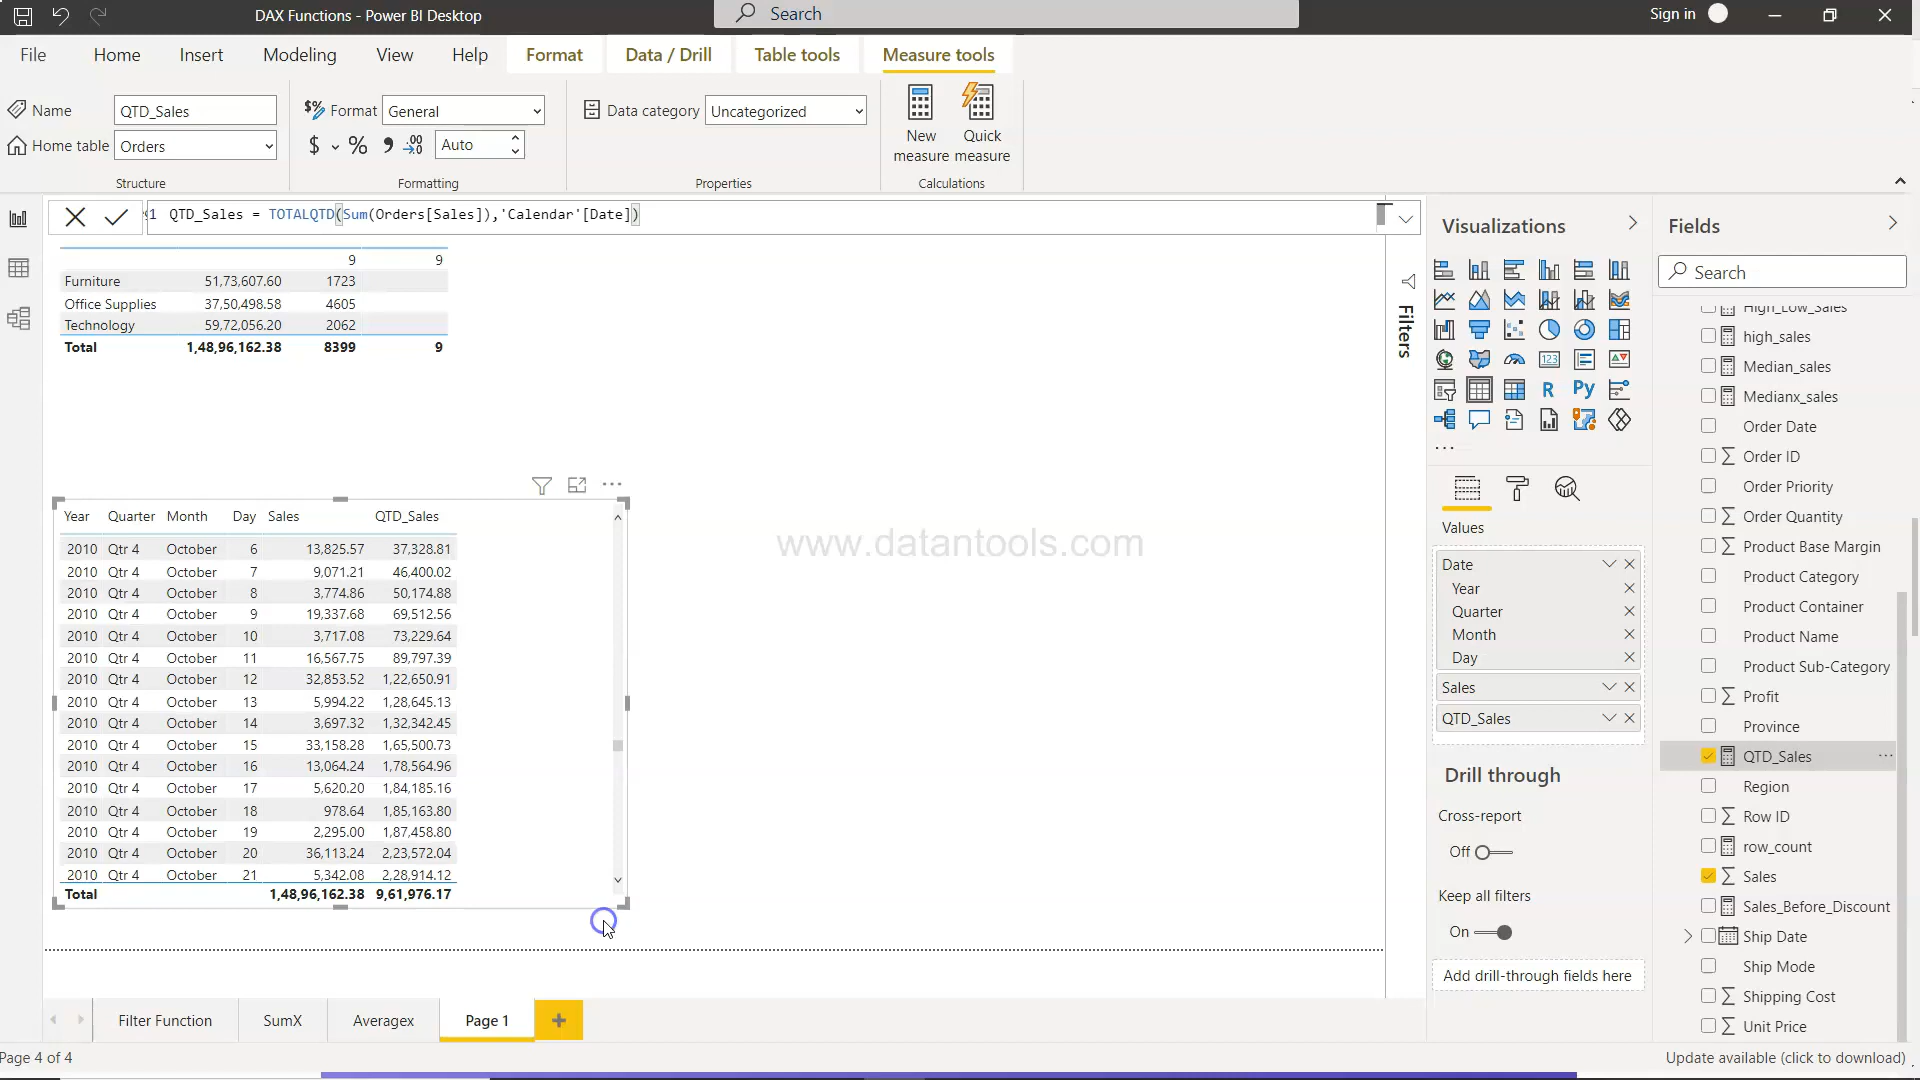 DAX Functions - Power BI Desktop
Search
Sign in
File Home Insert Modeling View Help Format Data / Drill Table tools Measure tools
Name QTD_Sales
Format General
Data category Uncategorized
Home table Orders
$ % Auto
New measure
Quick measure
Structure Formatting Properties Calculations
1 QTD_Sales = TOTALQTD(Sum(Orders[Sales]),'Calendar'[Date])
9 9
Furniture 51,73,607.60 1723
Office Supplies 37,50,498.58 4605
Technology 59,72,056.20 2062
Total 1,48,96,162.38 8399 9
Year Quarter Month Day Sales QTD_Sales
2010 Qtr 4 October 6 13,825.57 37,328.81
2010 Qtr 4 October 7 9,071.21 46,400.02
2010 Qtr 4 October 8 3,774.86 50,174.88
2010 Qtr 4 October 9 19,337.68 69,512.56
2010 Qtr 4 October 10 3,717.08 73,229.64
2010 Qtr 4 October 11 16,567.75 89,797.39
2010 Qtr 4 October 12 32,853.52 1,22,650.91
2010 Qtr 4 October 13 5,994.22 1,28,645.13
2010 Qtr 4 October 14 3,697.32 1,32,342.45
2010 Qtr 4 October 15 33,158.28 1,65,500.73
2010 Qtr 4 October 16 13,064.24 1,78,564.96
2010 Qtr 4 October 17 5,620.20 1,84,185.16
2010 Qtr 4 October 18 978.64 1,85,163.80
2010 Qtr 4 October 19 2,295.00 1,87,458.80
2010 Qtr 4 October 20 36,113.24 2,23,572.04
2010 Qtr 4 October 21 5,342.08 2,28,914.12
Total 1,48,96,162.38 9,61,976.17
www.datantools.com
Filters
Visualizations
R Py
123
Values
Date
Year
Quarter
Month
Day
Sales
QTD_Sales
Drill through
Cross-report
Off
Keep all filters
On
Add drill-through fields here
Fields
Search
High_Low_Sales
high_sales
Median_sales
Medianx_sales
Order Date
Order ID
Order Priority
Order Quantity
Product Base Margin
Product Category
Product Container
Product Name
Product Sub-Category
Profit
Province
QTD_Sales
Region
Row ID
row_count
Sales
Sales_Before_Discount
Ship Date
Ship Mode
Shipping Cost
Unit Price
Filter Function SumX Averagex Page 1
Page 4 of 4
Update available (click to download)